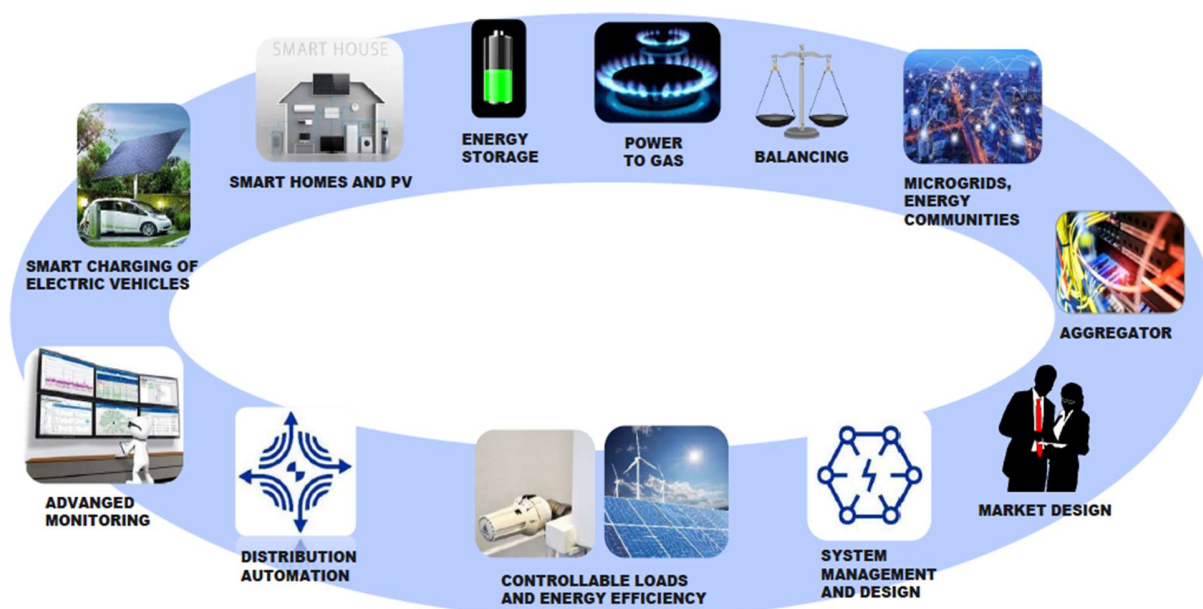 SMART HOUSE
SMART HOMES AND PV
ENERGY
STORAGE
POWER
TO GAS
BALANCING
MICROGRIDS,
ENERGY
COMMUNITIES
SMART CHARGING OF
ELECTRIC VEHICLES
AGGREGATOR
ADVANGED
MONITORING
DISTRIBUTION
AUTOMATION
CONTROLLABLE LOADS
AND ENERGY EFFICIENCY
SYSTEM
MANAGEMENT
AND DESIGN
MARKET DESIGN